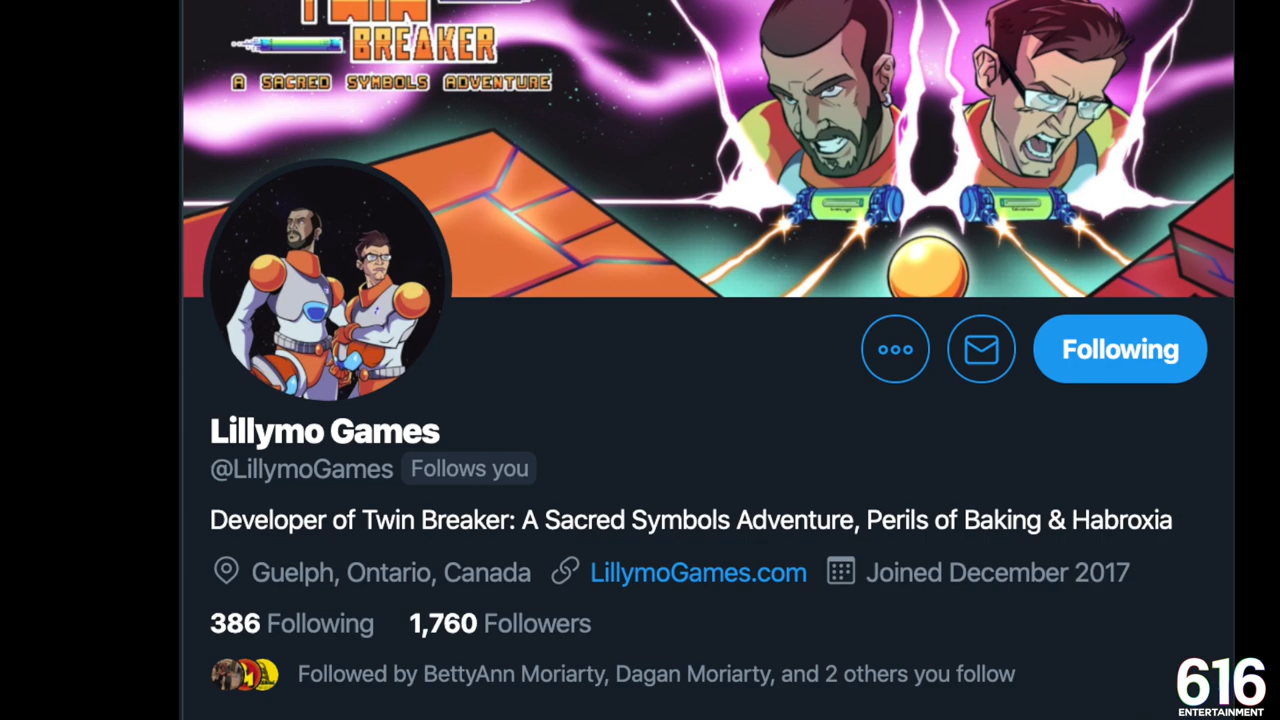 TWIN
BREAKER
A SACRED SYMBOLS ADVENTURE
Following
Lillymo Games
@LillymoGames Follows you
Developer of Twin Breaker: A Sacred Symbols Adventure, Perils of Baking & Habroxia
Guelph, Ontario, Canada LillymoGames.com Joined December 2017
386 Following 1,760 Followers
Followed by BettyAnn Moriarty, Dagan Moriarty, and 2 others you follow
616
ENTERTAINMENT